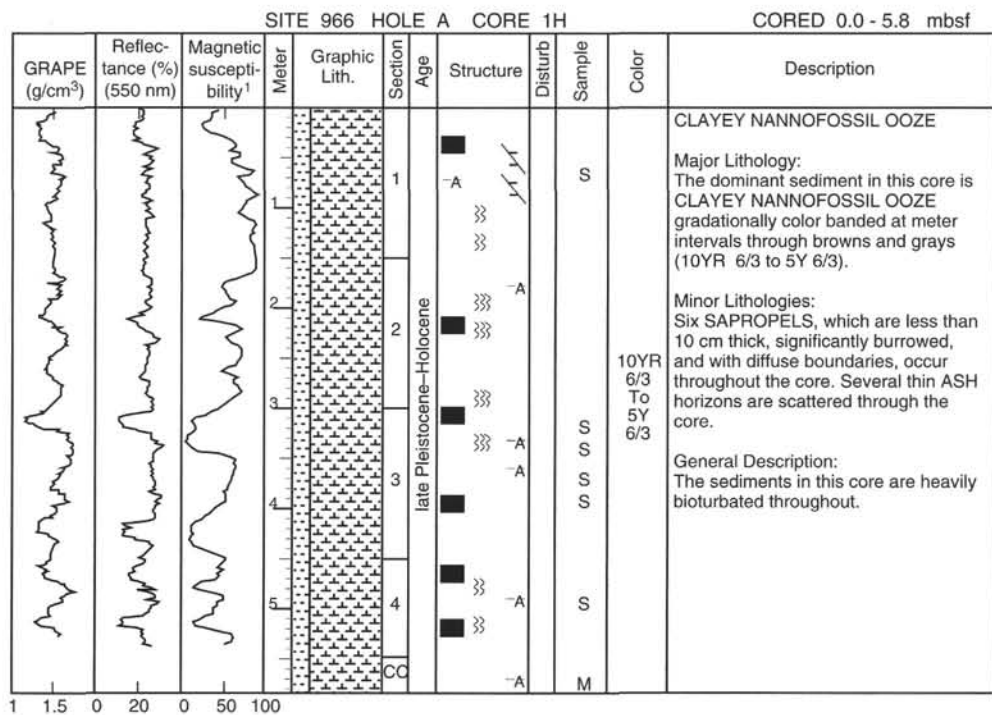 SITE 966 HOLE A CORE 1H CORED 0.0 - 5.8 mbsf
GRAPE
(g/cm³)
Reflec-
tance (%)
(550 nm)
Magnetic
suscepti-
bility¹
Meter
Graphic
Lith.
Section
Age
Structure
Disturb
Sample
Color
Description
1
2
3
4
5
1
2
3
4
CC
late Pleistocene–Holocene
A
A
A
A
A
A
S
S
S
S
S
S
M
10YR
6/3
To
5Y
6/3
CLAYEY NANNOFOSSIL OOZE
Major Lithology:
The dominant sediment in this core is
CLAYEY NANNOFOSSIL OOZE
gradationally color banded at meter
intervals through browns and grays
(10YR 6/3 to 5Y 6/3).
Minor Lithologies:
Six SAPROPELS, which are less than
10 cm thick, significantly burrowed,
and with diffuse boundaries, occur
throughout the core. Several thin ASH
horizons are scattered through the
core.
General Description:
The sediments in this core are heavily
bioturbated throughout.
1 1.5 0 20 0 50 100